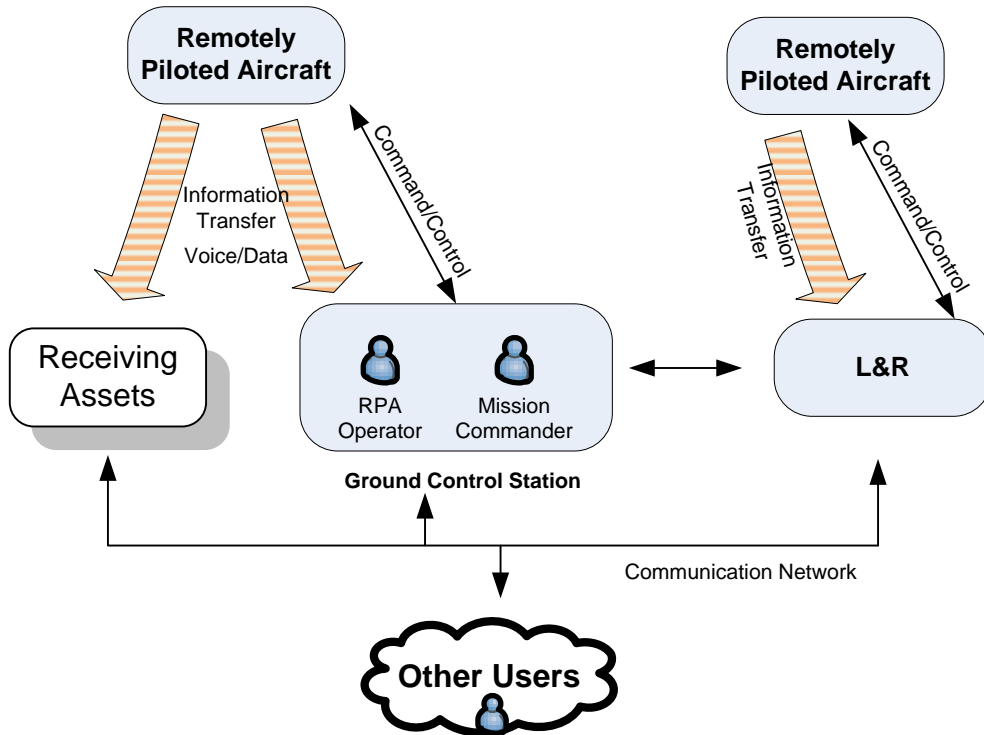 Remotely
Piloted Aircraft
Remotely
Piloted Aircraft
Command/Control
Command/Control
Information
Transfer
Voice/Data
Information
Transfer
Receiving
Assets
RPA
Operator
Mission
Commander
L&R
Ground Control Station
Communication Network
Other Users